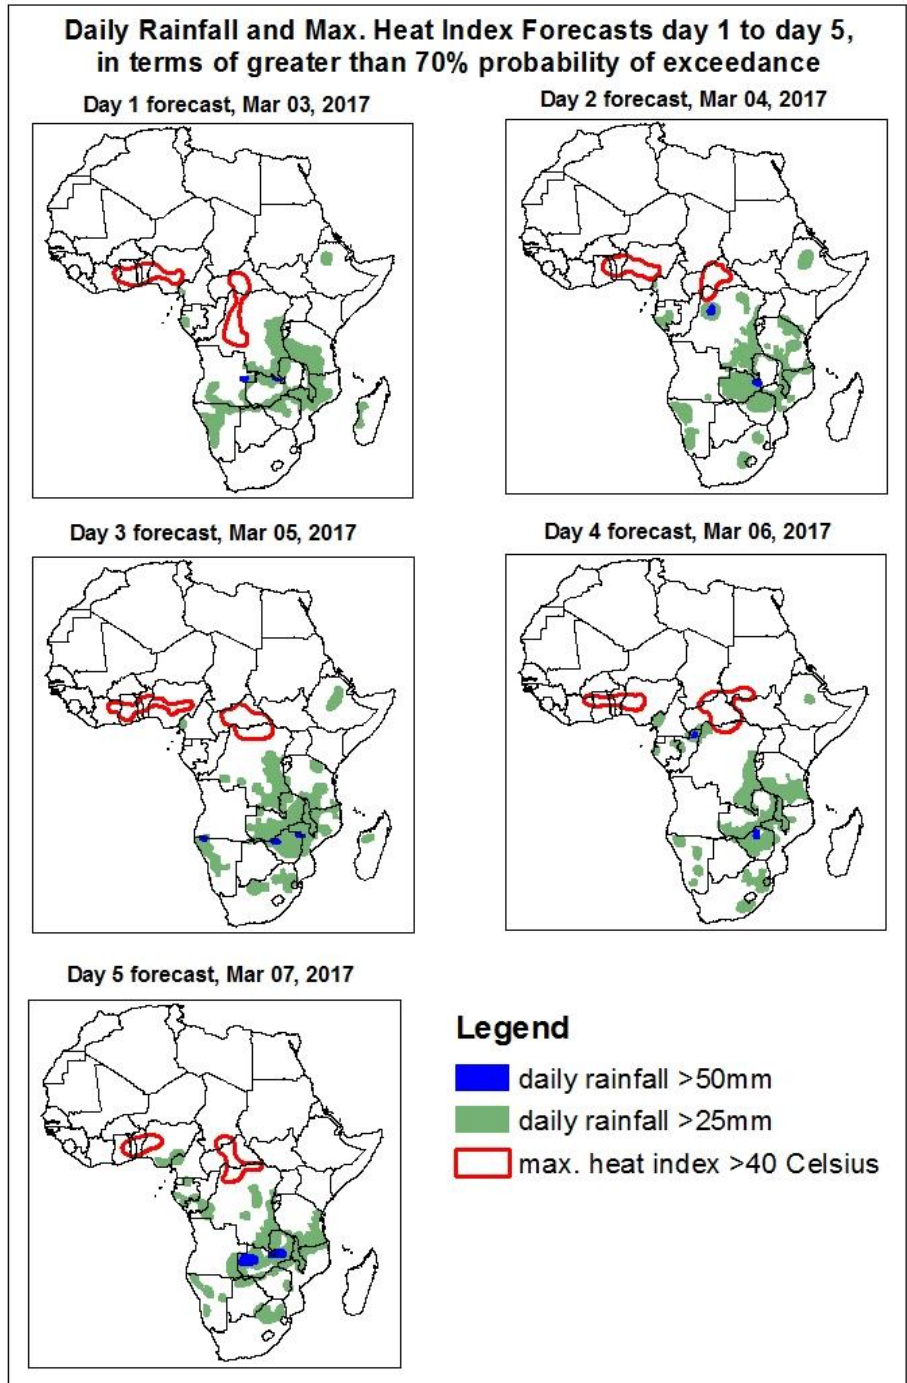 Daily Rainfall and Max. Heat Index Forecasts day 1 to day 5,
in terms of greater than 70% probability of exceedance
Day 1 forecast, Mar 03, 2017
Day 2 forecast, Mar 04, 2017
Day 3 forecast, Mar 05, 2017
Day 4 forecast, Mar 06, 2017
Day 5 forecast, Mar 07, 2017
Legend
daily rainfall >50mm
daily rainfall >25mm
max. heat index >40 Celsius